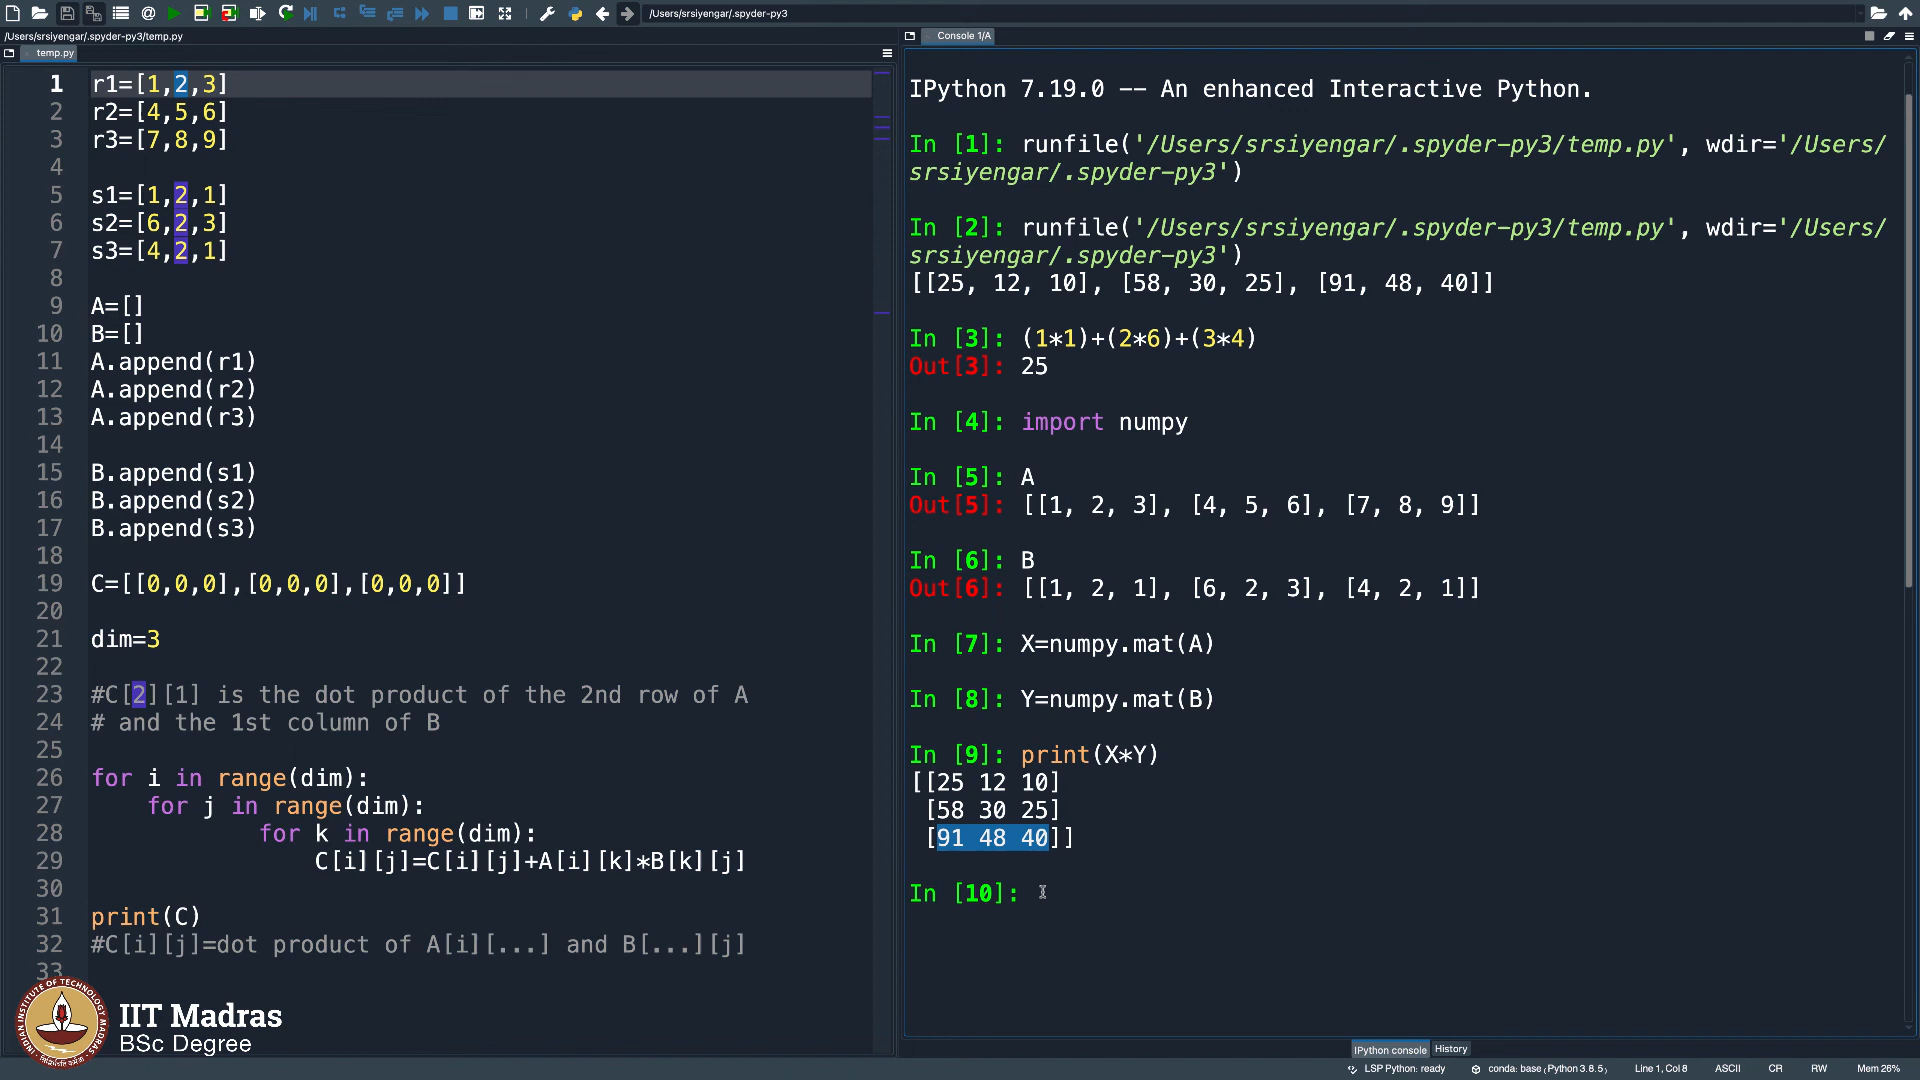 /Users/srsiyengar/.spyder-py3
/Users/srsiyengar/.spyder-py3/temp.py
temp.py
1 r1=[1,2,3]
2 r2=[4,5,6]
3 r3=[7,8,9]
4
5 s1=[1,2,1]
6 s2=[6,2,3]
7 s3=[4,2,1]
8
9 A=[]
10 B=[]
11 A.append(r1)
12 A.append(r2)
13 A.append(r3)
14
15 B.append(s1)
16 B.append(s2)
17 B.append(s3)
18
19 C=[[0,0,0],[0,0,0],[0,0,0]]
20
21 dim=3
22
23 #C[2][1] is the dot product of the 2nd row of A
24 # and the 1st column of B
25
26 for i in range(dim):
27 for j in range(dim):
28 for k in range(dim):
29 C[i][j]=C[i][j]+A[i][k]*B[k][j]
30
31 print(C)
32 #C[i][j]=dot product of A[i][...] and B[...][j]
33
IIT Madras
BSc Degree
Console 1/A
IPython 7.19.0 -- An enhanced Interactive Python.
In [1]: runfile('/Users/srsiyengar/.spyder-py3/temp.py', wdir='/Users/
srsiyengar/.spyder-py3')
In [2]: runfile('/Users/srsiyengar/.spyder-py3/temp.py', wdir='/Users/
srsiyengar/.spyder-py3')
[[25, 12, 10], [58, 30, 25], [91, 48, 40]]
In [3]: (1*1)+(2*6)+(3*4)
Out[3]: 25
In [4]: import numpy
In [5]: A
Out[5]: [[1, 2, 3], [4, 5, 6], [7, 8, 9]]
In [6]: B
Out[6]: [[1, 2, 1], [6, 2, 3], [4, 2, 1]]
In [7]: X=numpy.mat(A)
In [8]: Y=numpy.mat(B)
In [9]: print(X*Y)
[[25 12 10]
[58 30 25]
[91 48 40]]
In [10]:
IPython console History
LSP Python: ready conda: base (Python 3.8.5) Line 1, Col 8 ASCII CR RW Mem 26%